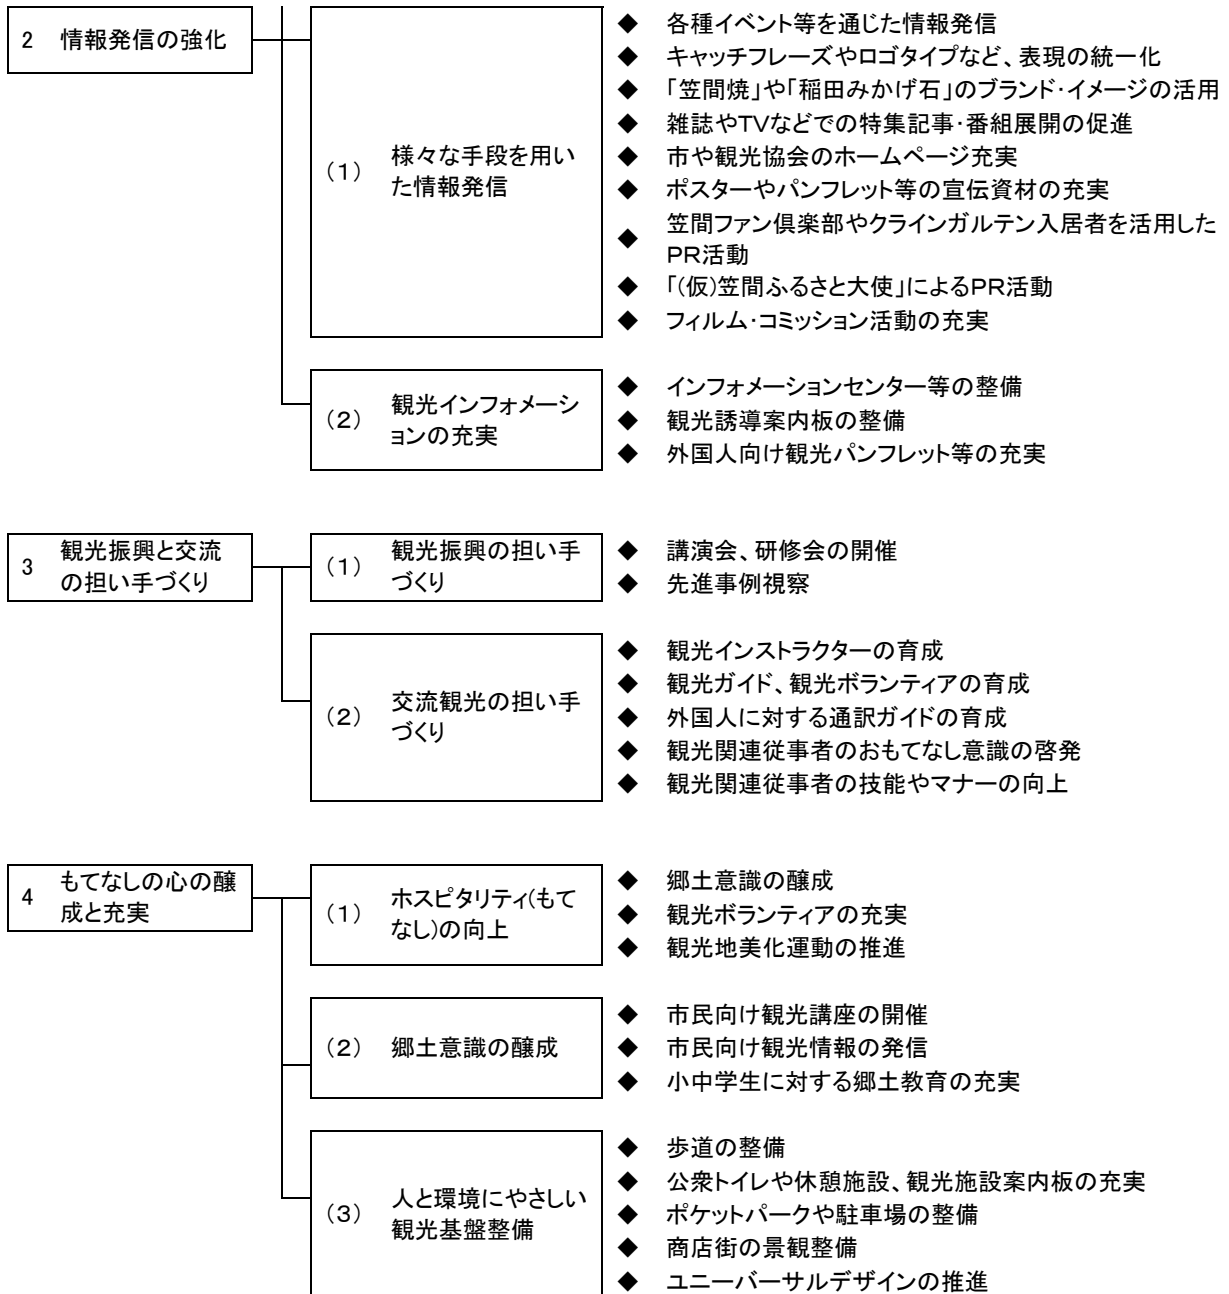 2 情報発信の強化
(1) 様々な手段を用い
た情報発信
◆ 各種イベント等を通じた情報発信
◆ キャッチフレーズやロゴタイプなど、表現の統一化
◆ 「笠間焼」や「稲田みかげ石」のブランド・イメージの活用
◆ 雑誌やTVなどでの特集記事・番組展開の促進
◆ 市や観光協会のホームページ充実
◆ ポスターやパンフレット等の宣伝資材の充実
◆ 笠間ファン倶楽部やクラインガルテン入居者を活用した
PR活動
◆ 「(仮)笠間ふるさと大使」によるPR活動
◆ フィルム・コミッション活動の充実
(2) 観光インフォメーシ
ョンの充実
◆ インフォメーションセンター等の整備
◆ 観光誘導案内板の整備
◆ 外国人向け観光パンフレット等の充実
3 観光振興と交流
の担い手づくり
(1) 観光振興の担い手
づくり
◆ 講演会、研修会の開催
◆ 先進事例視察
(2) 交流観光の担い手
づくり
◆ 観光インストラクターの育成
◆ 観光ガイド、観光ボランティアの育成
◆ 外国人に対する通訳ガイドの育成
◆ 観光関連従事者のおもてなし意識の啓発
◆ 観光関連従事者の技能やマナーの向上
4 もてなしの心の醸
成と充実
(1) ホスピタリティ(もて
なし)の向上
◆ 郷土意識の醸成
◆ 観光ボランティアの充実
◆ 観光地美化運動の推進
(2) 郷土意識の醸成
◆ 市民向け観光講座の開催
◆ 市民向け観光情報の発信
◆ 小中学生に対する郷土教育の充実
(3) 人と環境にやさしい
観光基盤整備
◆ 歩道の整備
◆ 公衆トイレや休憩施設、観光施設案内板の充実
◆ ポケットパークや駐車場の整備
◆ 商店街の景観整備
◆ ユニーバーサルデザインの推進